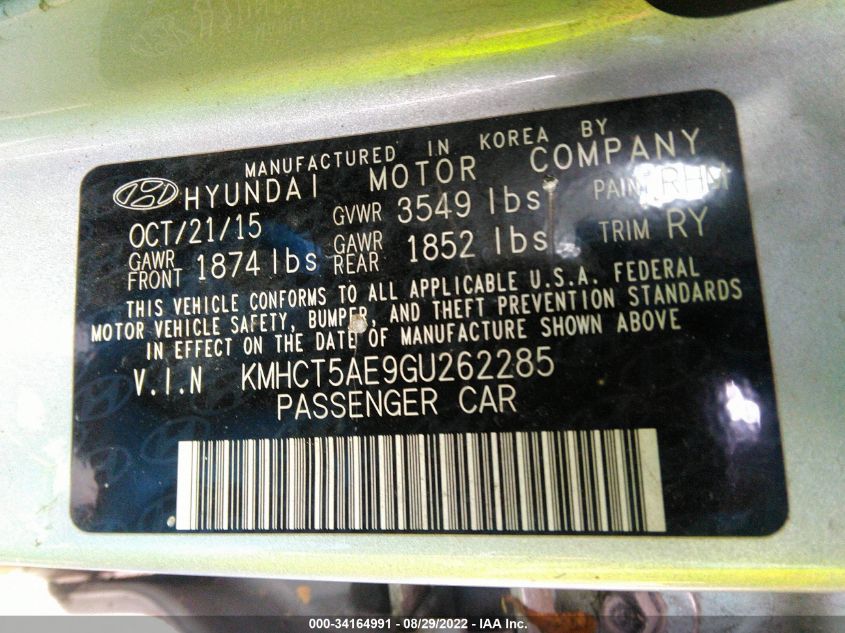 MANUFACTURED IN KOREA BY
HYUNDAI MOTOR COMPANY
OCT/21/15 GVWR 3549 lbs PAINT RHM
GAWR FRONT 1874 lbs GAWR REAR 1852 lbs TRIM RY
THIS VEHICLE CONFORMS TO ALL APPLICABLE U.S.A. FEDERAL
MOTOR VEHICLE SAFETY, BUMPER, AND THEFT PREVENTION STANDARDS
IN EFFECT ON THE DATE OF MANUFACTURE SHOWN ABOVE
V.I.N KMHCT5AE9GU262285
PASSENGER CAR
000-34164991 - 08/29/2022 - IAA Inc.